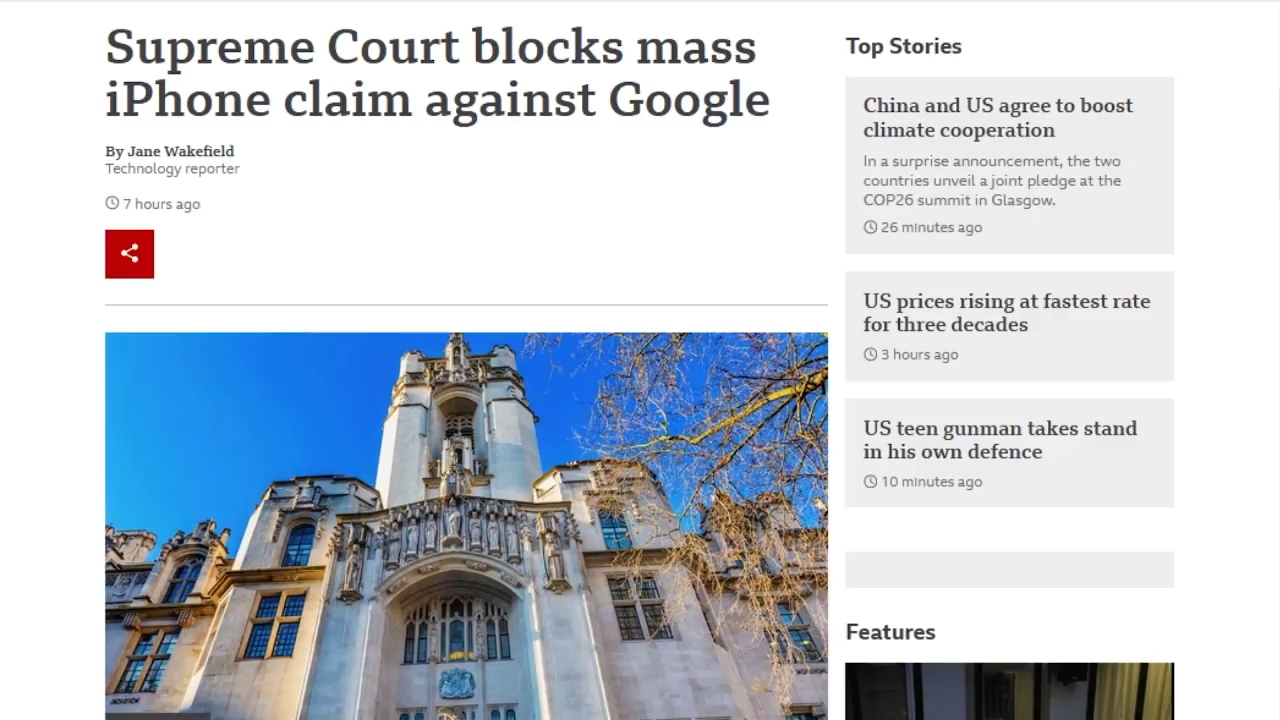 Supreme Court blocks mass
iPhone claim against Google
By Jane Wakefield
Technology reporter
7 hours ago
Top Stories
China and US agree to boost
climate cooperation
In a surprise announcement, the two
countries unveil a joint pledge at the
COP26 summit in Glasgow.
26 minutes ago
US prices rising at fastest rate
for three decades
3 hours ago
US teen gunman takes stand
in his own defence
10 minutes ago
Features